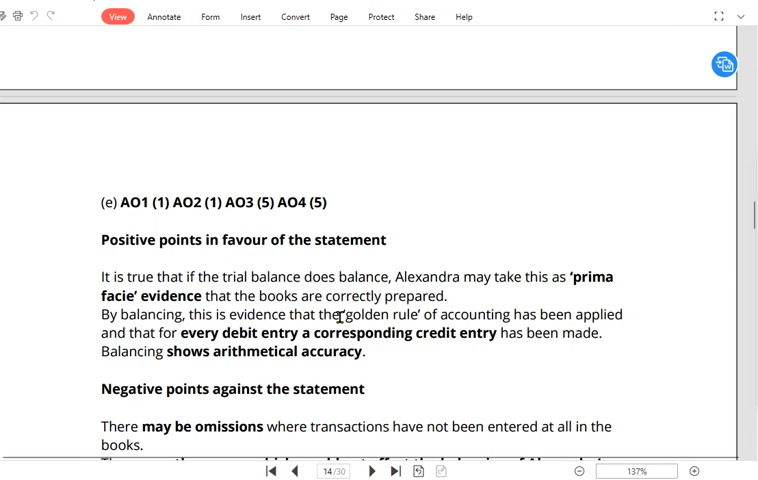 View Annotate Form Insert Convert Page Protect Share Help
(e) AO1 (1) AO2 (1) AO3 (5) AO4 (5)
Positive points in favour of the statement
It is true that if the trial balance does balance, Alexandra may take this as ‘prima
facie’ evidence that the books are correctly prepared.
By balancing, this is evidence that the ‘golden rule’ of accounting has been applied
and that for every debit entry a corresponding credit entry has been made.
Balancing shows arithmetical accuracy.
Negative points against the statement
There may be omissions where transactions have not been entered at all in the
books.
14 /30
137%